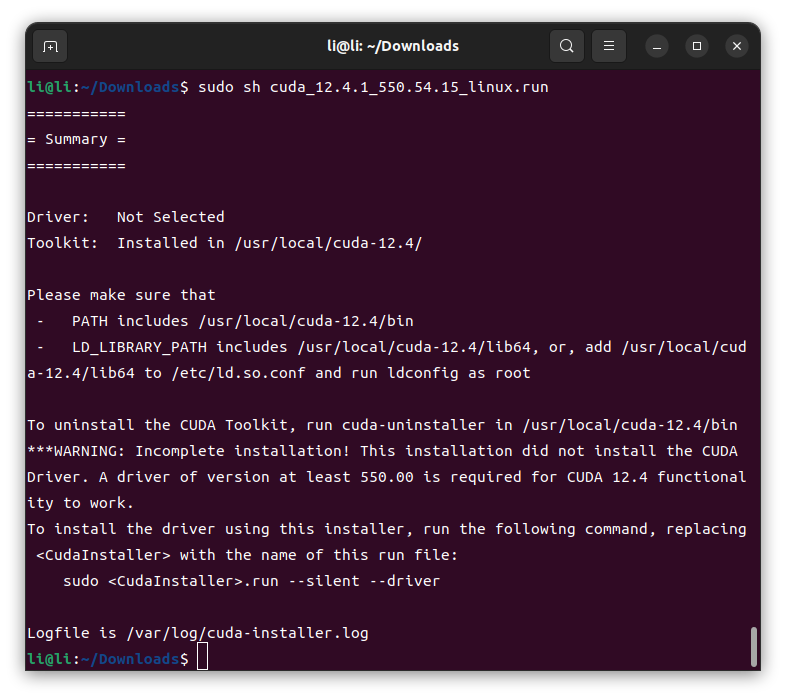 li@li: ~/Downloads
li@li:~/Downloads$ sudo sh cuda_12.4.1_550.54.15_linux.run
===========
= Summary =
===========
Driver:   Not Selected
Toolkit:  Installed in /usr/local/cuda-12.4/
Please make sure that
 -   PATH includes /usr/local/cuda-12.4/bin
 -   LD_LIBRARY_PATH includes /usr/local/cuda-12.4/lib64, or, add /usr/local/cud
a-12.4/lib64 to /etc/ld.so.conf and run ldconfig as root
To uninstall the CUDA Toolkit, run cuda-uninstaller in /usr/local/cuda-12.4/bin
***WARNING: Incomplete installation! This installation did not install the CUDA
Driver. A driver of version at least 550.00 is required for CUDA 12.4 functional
ity to work.
To install the driver using this installer, run the following command, replacing
 <CudaInstaller> with the name of this run file:
    sudo <CudaInstaller>.run --silent --driver
Logfile is /var/log/cuda-installer.log
li@li:~/Downloads$